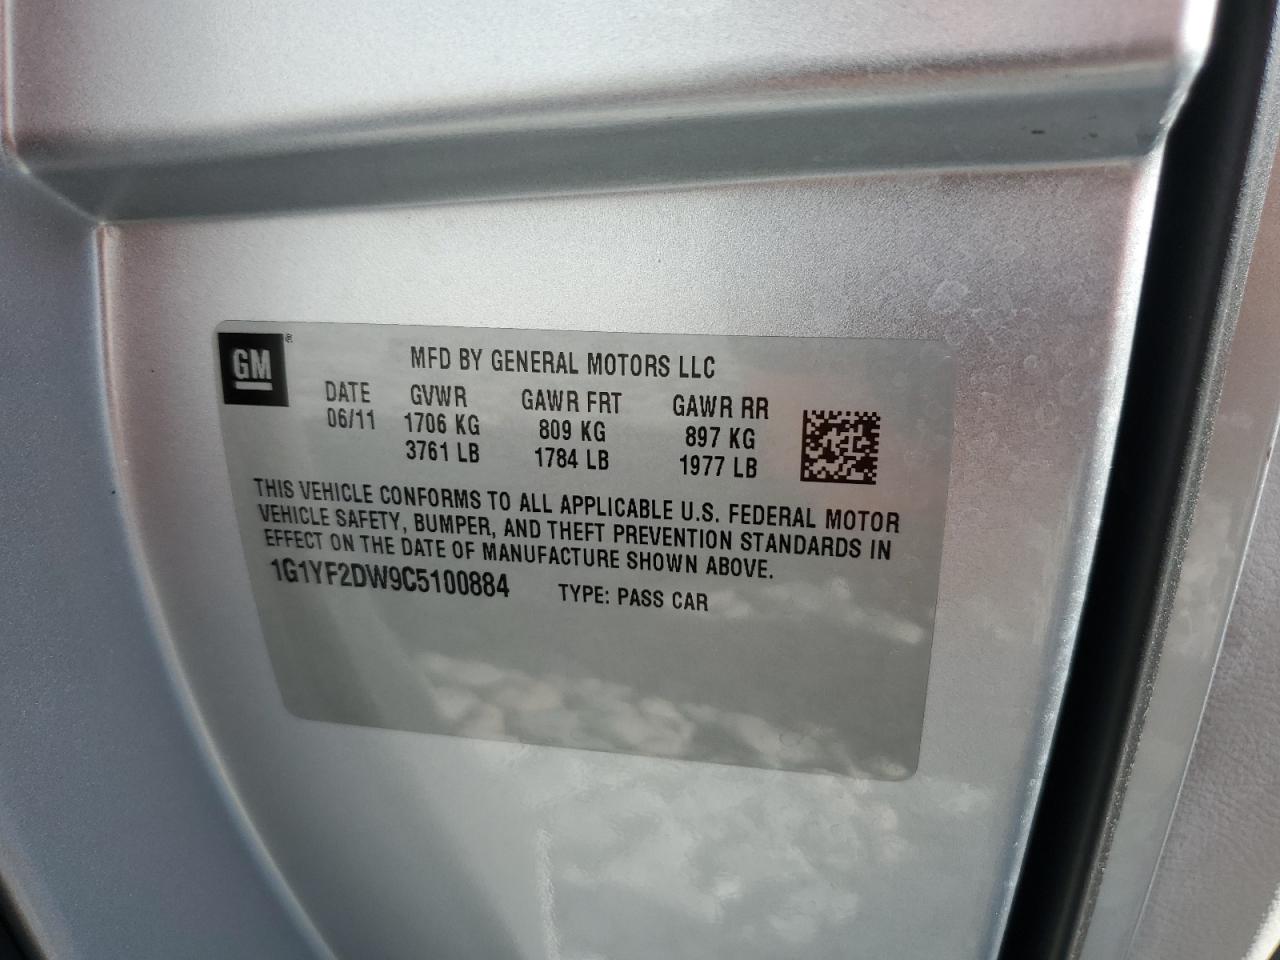 GM ®
MFD BY GENERAL MOTORS LLC
DATE GVWR GAWR FRT GAWR RR
06/11 1706 KG 809 KG 897 KG
3761 LB 1784 LB 1977 LB
THIS VEHICLE CONFORMS TO ALL APPLICABLE U.S. FEDERAL MOTOR
VEHICLE SAFETY, BUMPER, AND THEFT PREVENTION STANDARDS IN
EFFECT ON THE DATE OF MANUFACTURE SHOWN ABOVE.
1G1YF2DW9C5100884 TYPE: PASS CAR